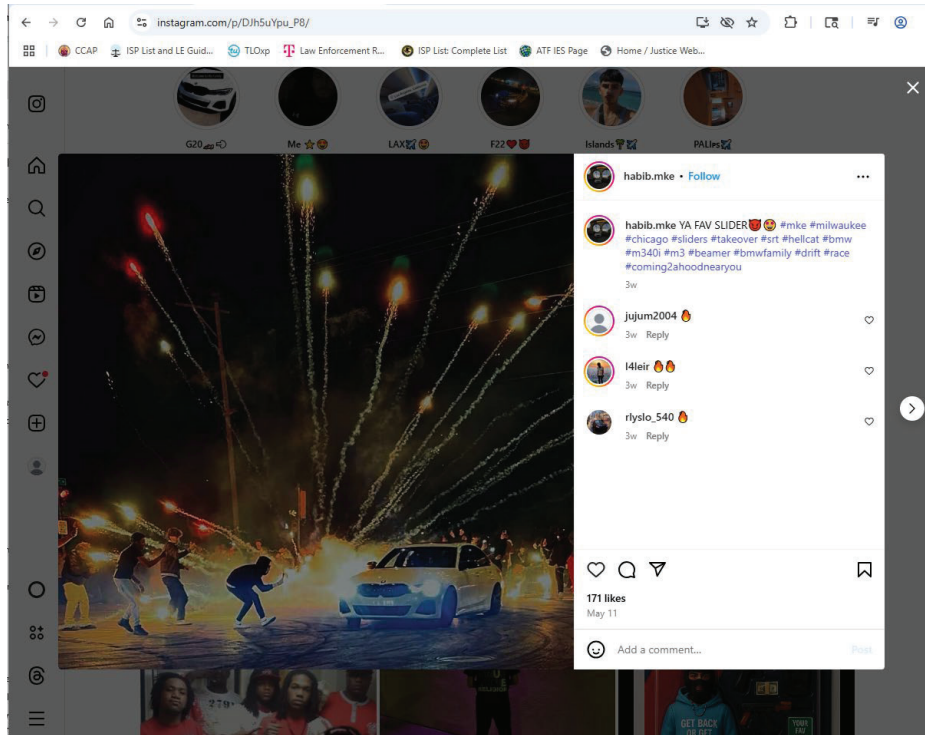 instagram.com/p/DJh5uYpu_P8/
CCAP
ISP List and LE Guid...
TLOxp
Law Enforcement R...
ISP List: Complete List
ATF IES Page
Home / Justice Web...
G20
Me
LAX
F22
Islands
PALIPS
habib.mke • Follow
habib.mke YA FAV SLIDER😈🥵 #mke #milwaukee
#chicago #sliders #takeover #srt #hellcat #bmw
#m340i #m3 #beamer #bmwfamily #drift #race
#coming2ahoodnearyou
3w
jujum2004 🔥
3w Reply
l4leir 🔥🔥
3w Reply
rlyslo_540 🔥
3w Reply
171 likes
May 11
Add a comment...
Post
GET BACK
OR GET
YOUR
FAV